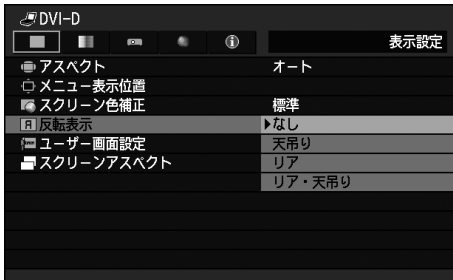 DVI-D
表示設定
アスペクト オート
メニュー表示位置
スクリーン色補正 標準
反転表示 ▶なし
ユーザー画面設定 天吊り
スクリーンアスペクト リア
リア・天吊り